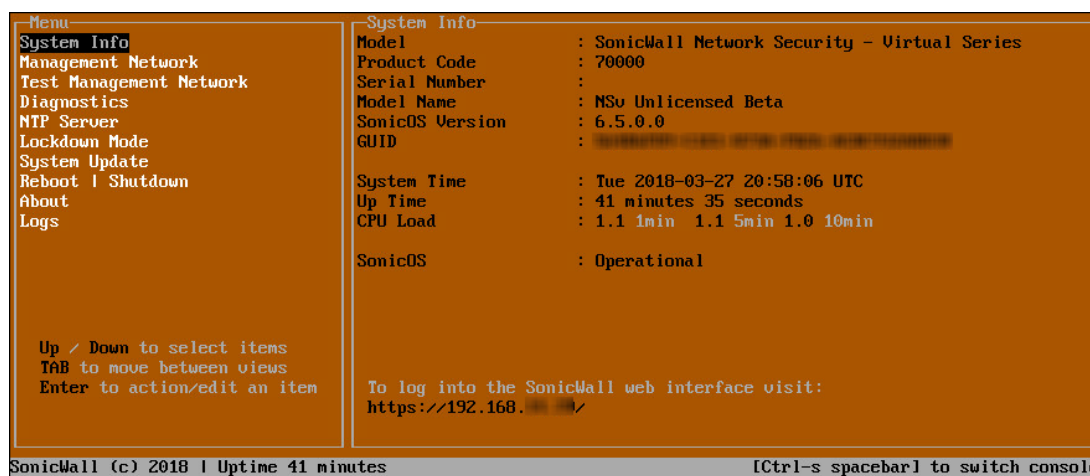 Menu
System Info
Management Network
Test Management Network
Diagnostics
NTP Server
Lockdown Mode
System Update
Reboot | Shutdown
About
Logs
Up / Down to select items
TAB to move between views
Enter to action/edit an item
System Info
Model : SonicWall Network Security - Virtual Series
Product Code : 70000
Serial Number :
Model Name : NSv Unlicensed Beta
SonicOS Version : 6.5.0.0
GUID :
System Time : Tue 2018-03-27 20:58:06 UTC
Up Time : 41 minutes 35 seconds
CPU Load : 1.1 1min 1.1 5min 1.0 10min
SonicOS : Operational
To log into the SonicWall web interface visit:
https://192.168. /
SonicWall (c) 2018 | Uptime 41 minutes
[Ctrl-s spacebar] to switch consol